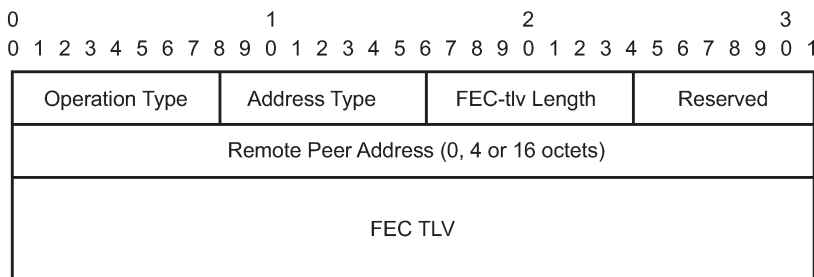 0 1 2 3
0 1 2 3 4 5 6 7 8 9 0 1 2 3 4 5 6 7 8 9 0 1 2 3 4 5 6 7 8 9 0 1
Operation Type Address Type FEC-tlv Length Reserved
Remote Peer Address (0, 4 or 16 octets)
FEC TLV